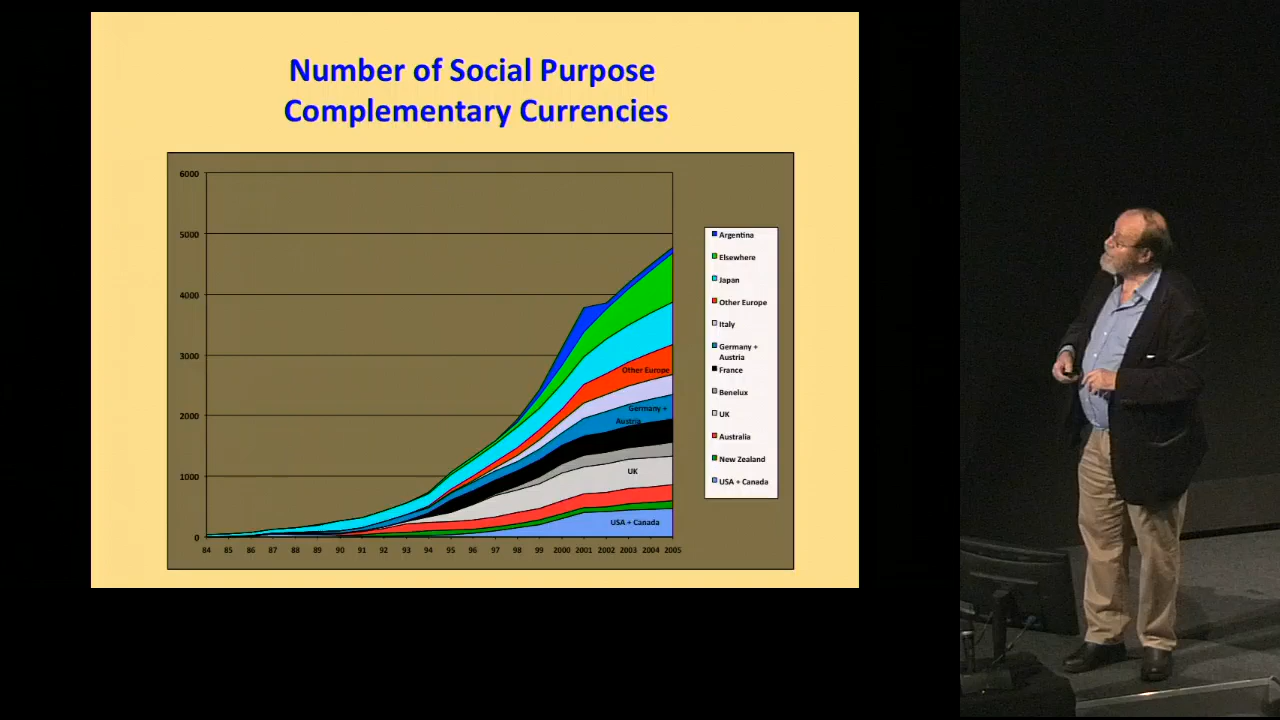 Number of Social Purpose
Complementary Currencies
6000
5000
4000
3000
2000
1000
0
84 85 86 87 88 89 90 91 92 93 94 95 96 97 98 99 2000 2001 2002 2003 2004 2005
Other Europe
Germany +
Austria
UK
USA + Canada
Argentina
Elsewhere
Japan
Other Europe
Italy
Germany +
Austria
France
Benelux
UK
Australia
New Zealand
USA + Canada